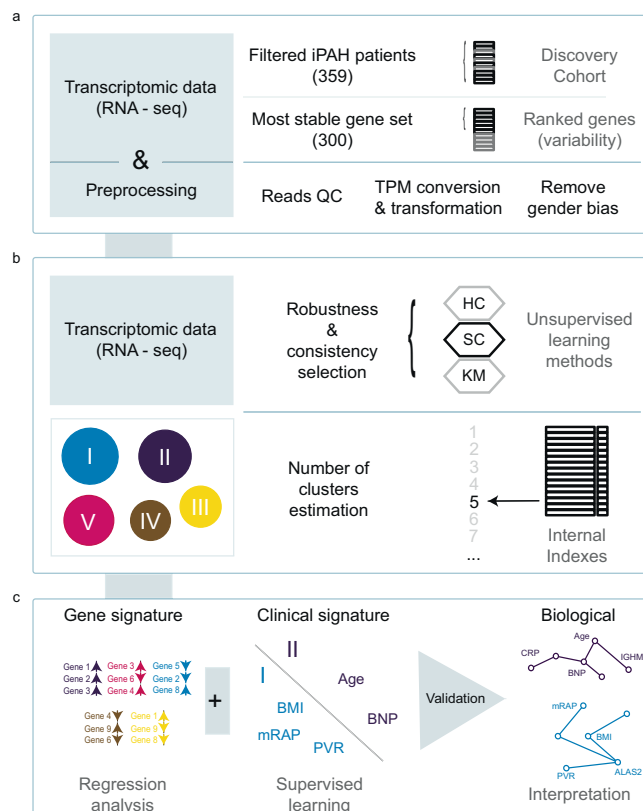 a
Transcriptomic data
(RNA - seq)
&
Preprocessing
Filtered iPAH patients
(359)
Discovery
Cohort
Most stable gene set
(300)
Ranked genes
(variability)
Reads QC
TPM conversion
& transformation
Remove
gender bias
b
Transcriptomic data
(RNA - seq)
Robustness
&
consistency
selection
HC
SC
KM
Unsupervised
learning
methods
I
II
III
IV
V
Number of
clusters
estimation
1
2
3
4
5
6
7
...
Internal
Indexes
c
Gene signature
Gene 1
Gene 2
Gene 3
Gene 3
Gene 6
Gene 4
Gene 5
Gene 2
Gene 8
Gene 4
Gene 9
Gene 6
Gene 1
Gene 9
Gene 8
Regression
analysis
+
Clinical signature
II
I
Age
BMI
BNP
mRAP
PVR
Supervised
learning
Validation
Biological
Age
CRP
IGHM
BNP
mRAP
BMI
PVR
ALAS2
Interpretation